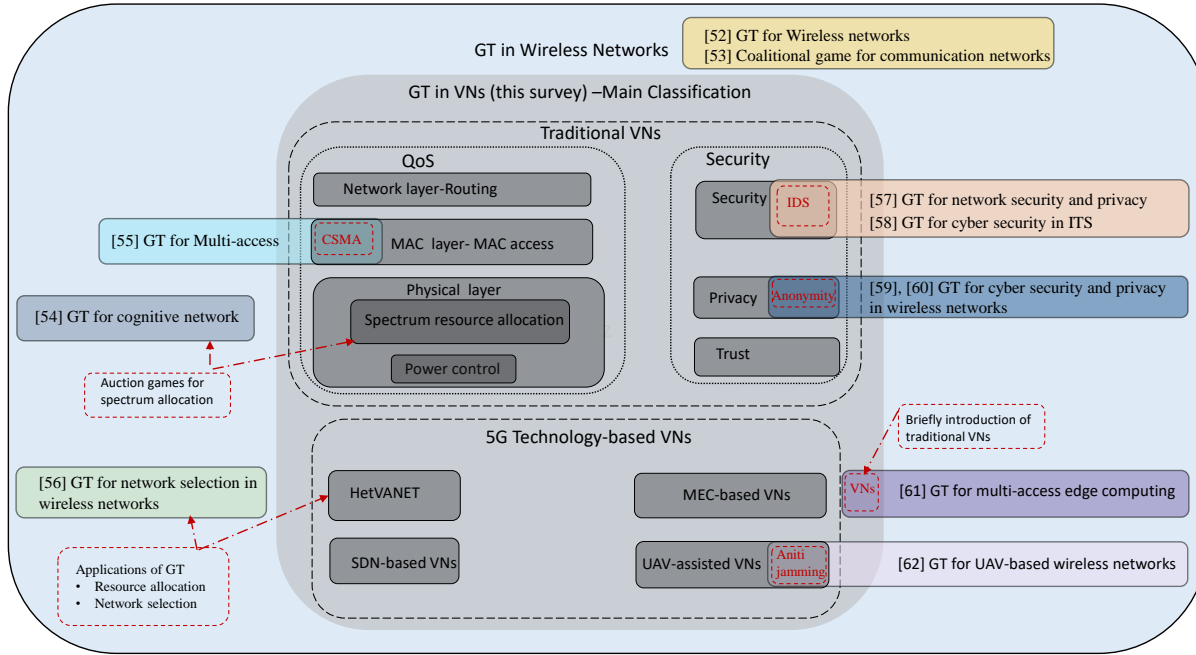 GT in Wireless Networks
[52] GT for Wireless networks
[53] Coalitional game for communication networks
GT in VNs (this survey) –Main Classification
Traditional VNs
QoS
Network layer-Routing
[55] GT for Multi-access
CSMA
MAC layer- MAC access
Physical layer
Spectrum resource allocation
Power control
[54] GT for cognitive network
Auction games for
spectrum allocation
Security
Security
IDS
[57] GT for network security and privacy
[58] GT for cyber security in ITS
Privacy
Anonymity
[59], [60] GT for cyber security and privacy
in wireless networks
Trust
5G Technology-based VNs
HetVANET
SDN-based VNs
MEC-based VNs
UAV-assisted VNs
Aniti
jamming
Briefly introduction of
traditional VNs
VNs
[61] GT for multi-access edge computing
[62] GT for UAV-based wireless networks
[56] GT for network selection in
wireless networks
Applications of GT
• Resource allocation
• Network selection